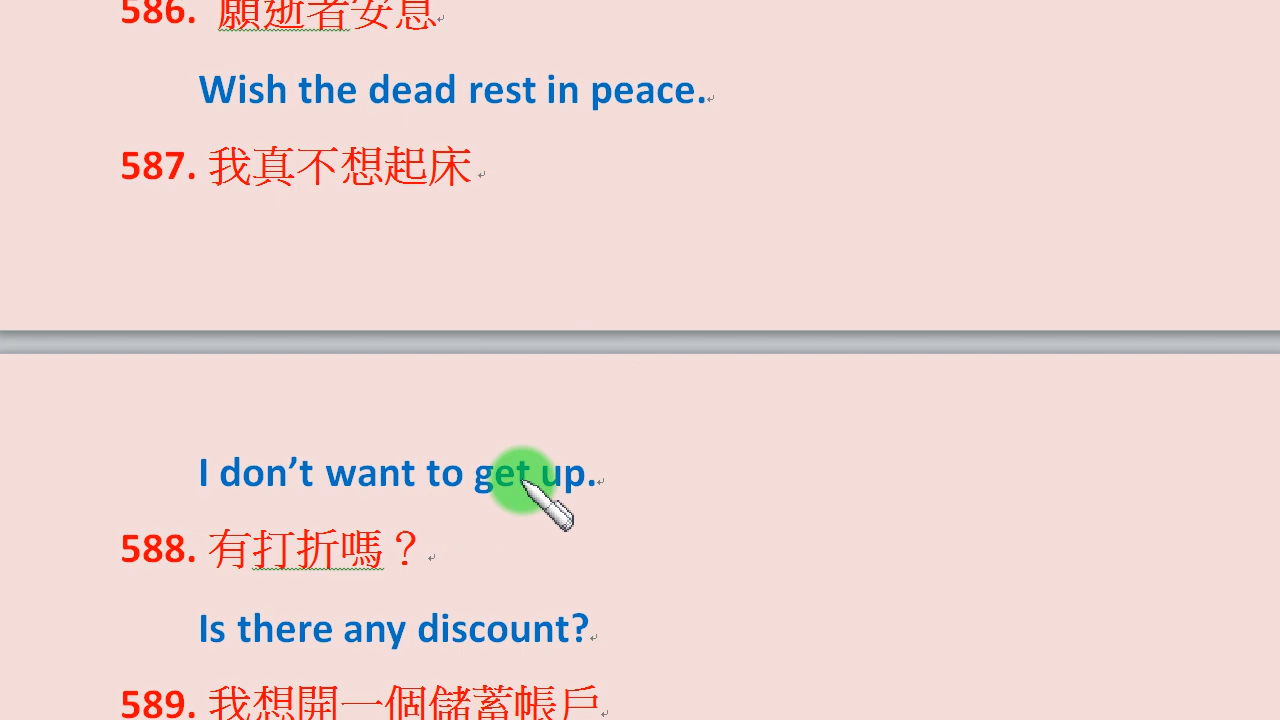 586. 願逝者安息
Wish the dead rest in peace.
587. 我真不想起床
I don’t want to get up.
588. 有打折嗎？
Is there any discount?
589. 我想開一個儲蓄帳戶